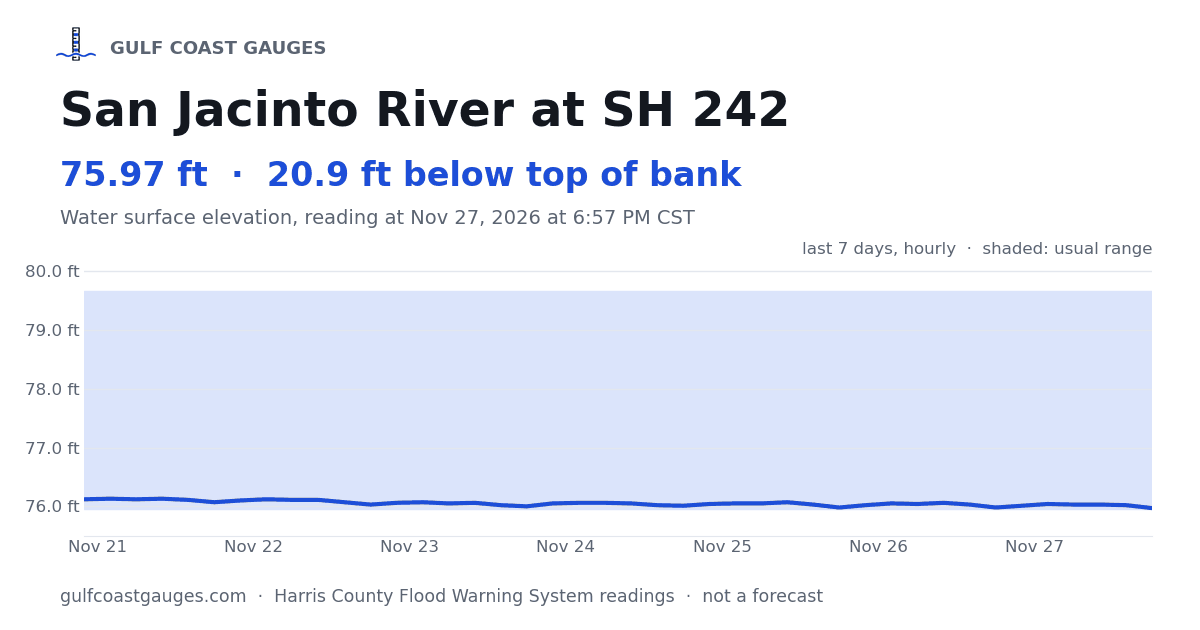 GULF COAST GAUGES
San Jacinto River at SH 242
75.97 ft · 20.9 ft below top of bank
Water surface elevation, reading at Nov 27, 2026 at 6:57 PM CST
last 7 days, hourly · shaded: usual range
80.0 ft
79.0 ft
78.0 ft
77.0 ft
76.0 ft
Nov 21 Nov 22 Nov 23 Nov 24 Nov 25 Nov 26 Nov 27
gulfcoastgauges.com · Harris County Flood Warning System readings · not a forecast